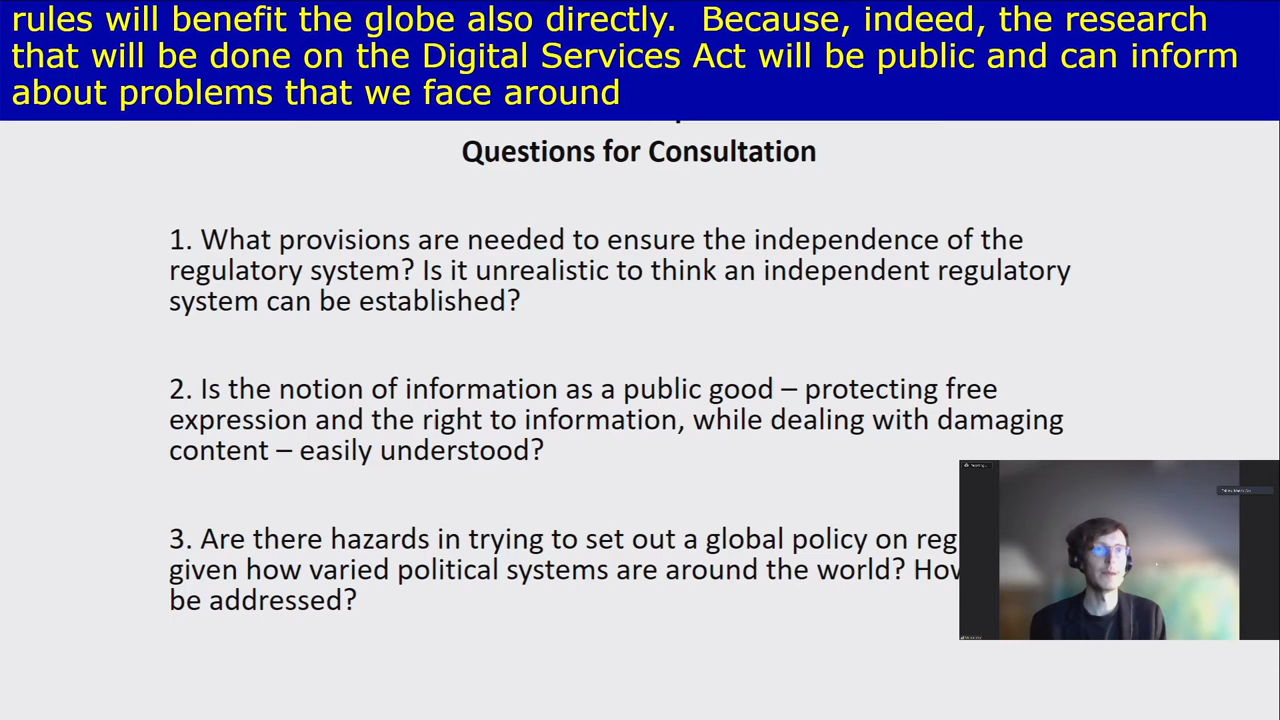 rules will benefit the globe also directly. Because, indeed, the research
that will be done on the Digital Services Act will be public and can inform
about problems that we face around
Questions for Consultation
1. What provisions are needed to ensure the independence of the
regulatory system? Is it unrealistic to think an independent regulatory
system can be established?
2. Is the notion of information as a public good – protecting free
expression and the right to information, while dealing with damaging
content – easily understood?
3. Are there hazards in trying to set out a global policy on reg
given how varied political systems are around the world? How
be addressed?